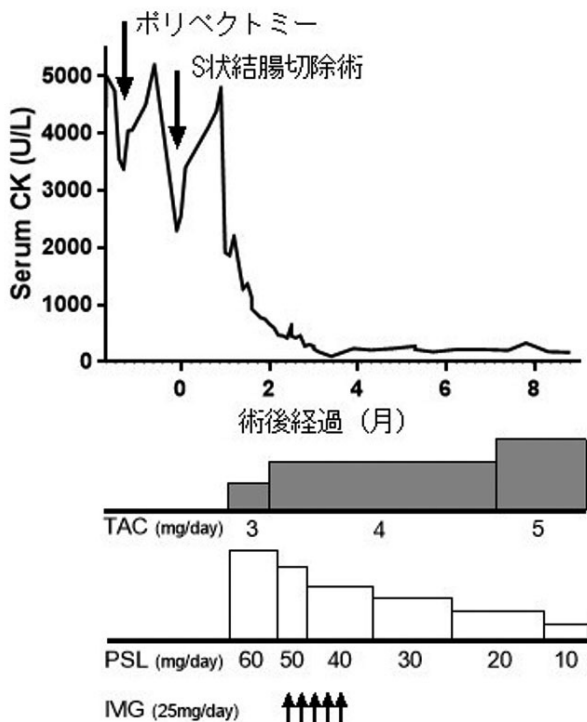 ポリペクトミー
S状結腸切除術
Serum CK (U/L)
5000
4000
3000
2000
1000
0
0 2 4 6 8
術後経過（月）
TAC (mg/day) 3 4 5
PSL (mg/day) 60 50 40 30 20 10
IMG (25mg/day)